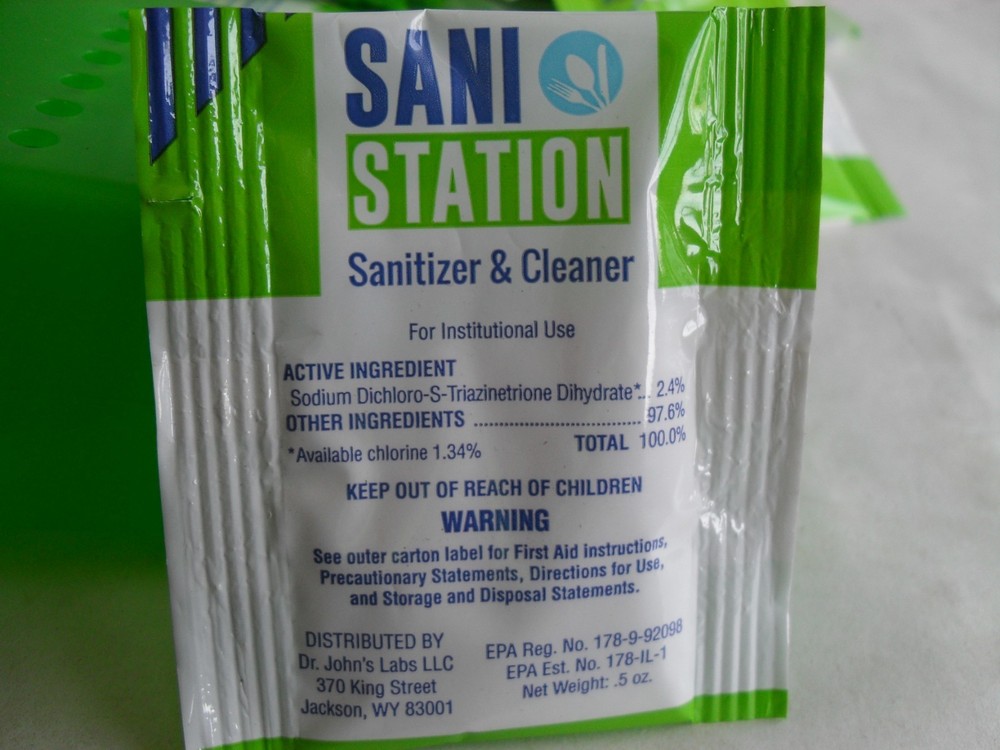 SANI
STATION
Sanitizer & Cleaner
For Institutional Use
ACTIVE INGREDIENT
Sodium Dichloro-S-Triazinetrione Dihydrate*... 2.4%
OTHER INGREDIENTS ................................... 97.6%
*Available chlorine 1.34% TOTAL 100.0%
KEEP OUT OF REACH OF CHILDREN
WARNING
See outer carton label for First Aid instructions,
Precautionary Statements, Directions for Use,
and Storage and Disposal Statements.
DISTRIBUTED BY
Dr. John's Labs LLC
370 King Street
Jackson, WY 83001
EPA Reg. No. 178-9-92098
EPA Est. No. 178-IL-1
Net Weight: .5 oz.